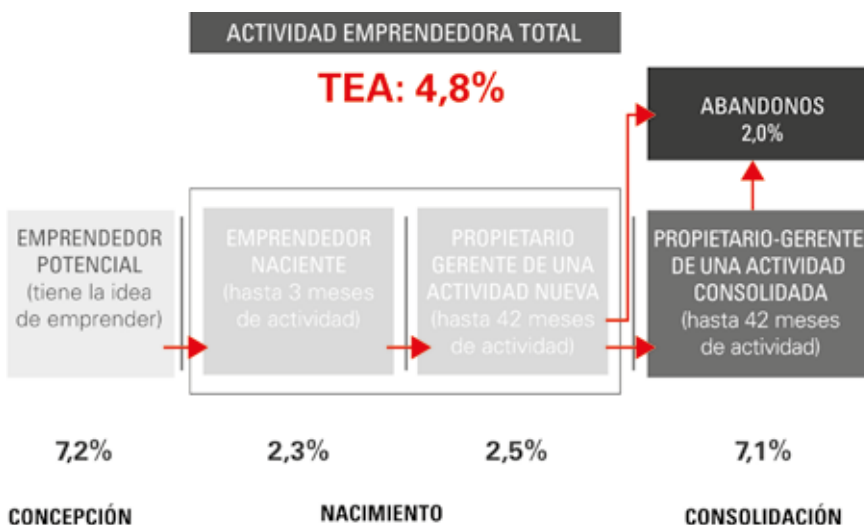 ACTIVIDAD EMPRENDEDORA TOTAL
TEA: 4,8%
ABANDONOS
2,0%
EMPRENDEDOR
POTENCIAL
(tiene la idea
de emprender)
EMPRENDEDOR
NACIENTE
(hasta 3 meses
de actividad)
PROPIETARIO
GERENTE DE UNA
ACTIVIDAD NUEVA
(hasta 42 meses
de actividad)
PROPIETARIO-GERENTE
DE UNA ACTIVIDAD
CONSOLIDADA
(hasta 42 meses
de actividad)
7,2%
2,3%
2,5%
7,1%
CONCEPCIÓN
NACIMIENTO
CONSOLIDACIÓN